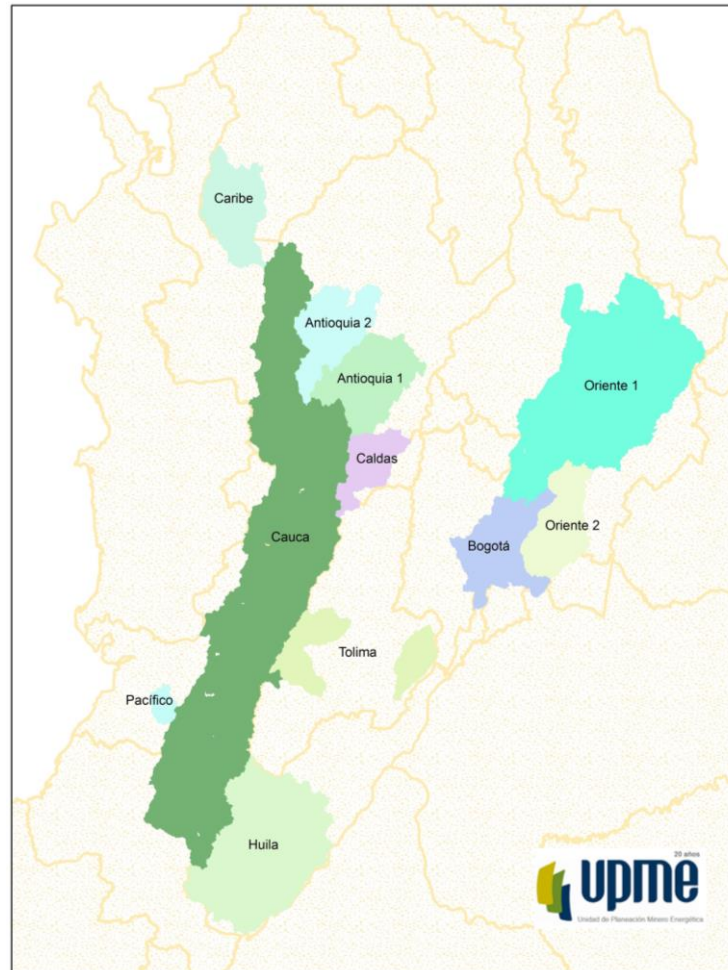 Caribe
Antioquia 2
Antioquia 1
Oriente 1
Caldas
Cauca
Bogotá
Oriente 2
Tolima
Pacífico
Huila
20 años
upme
Unidad de Planeación Minero Energética